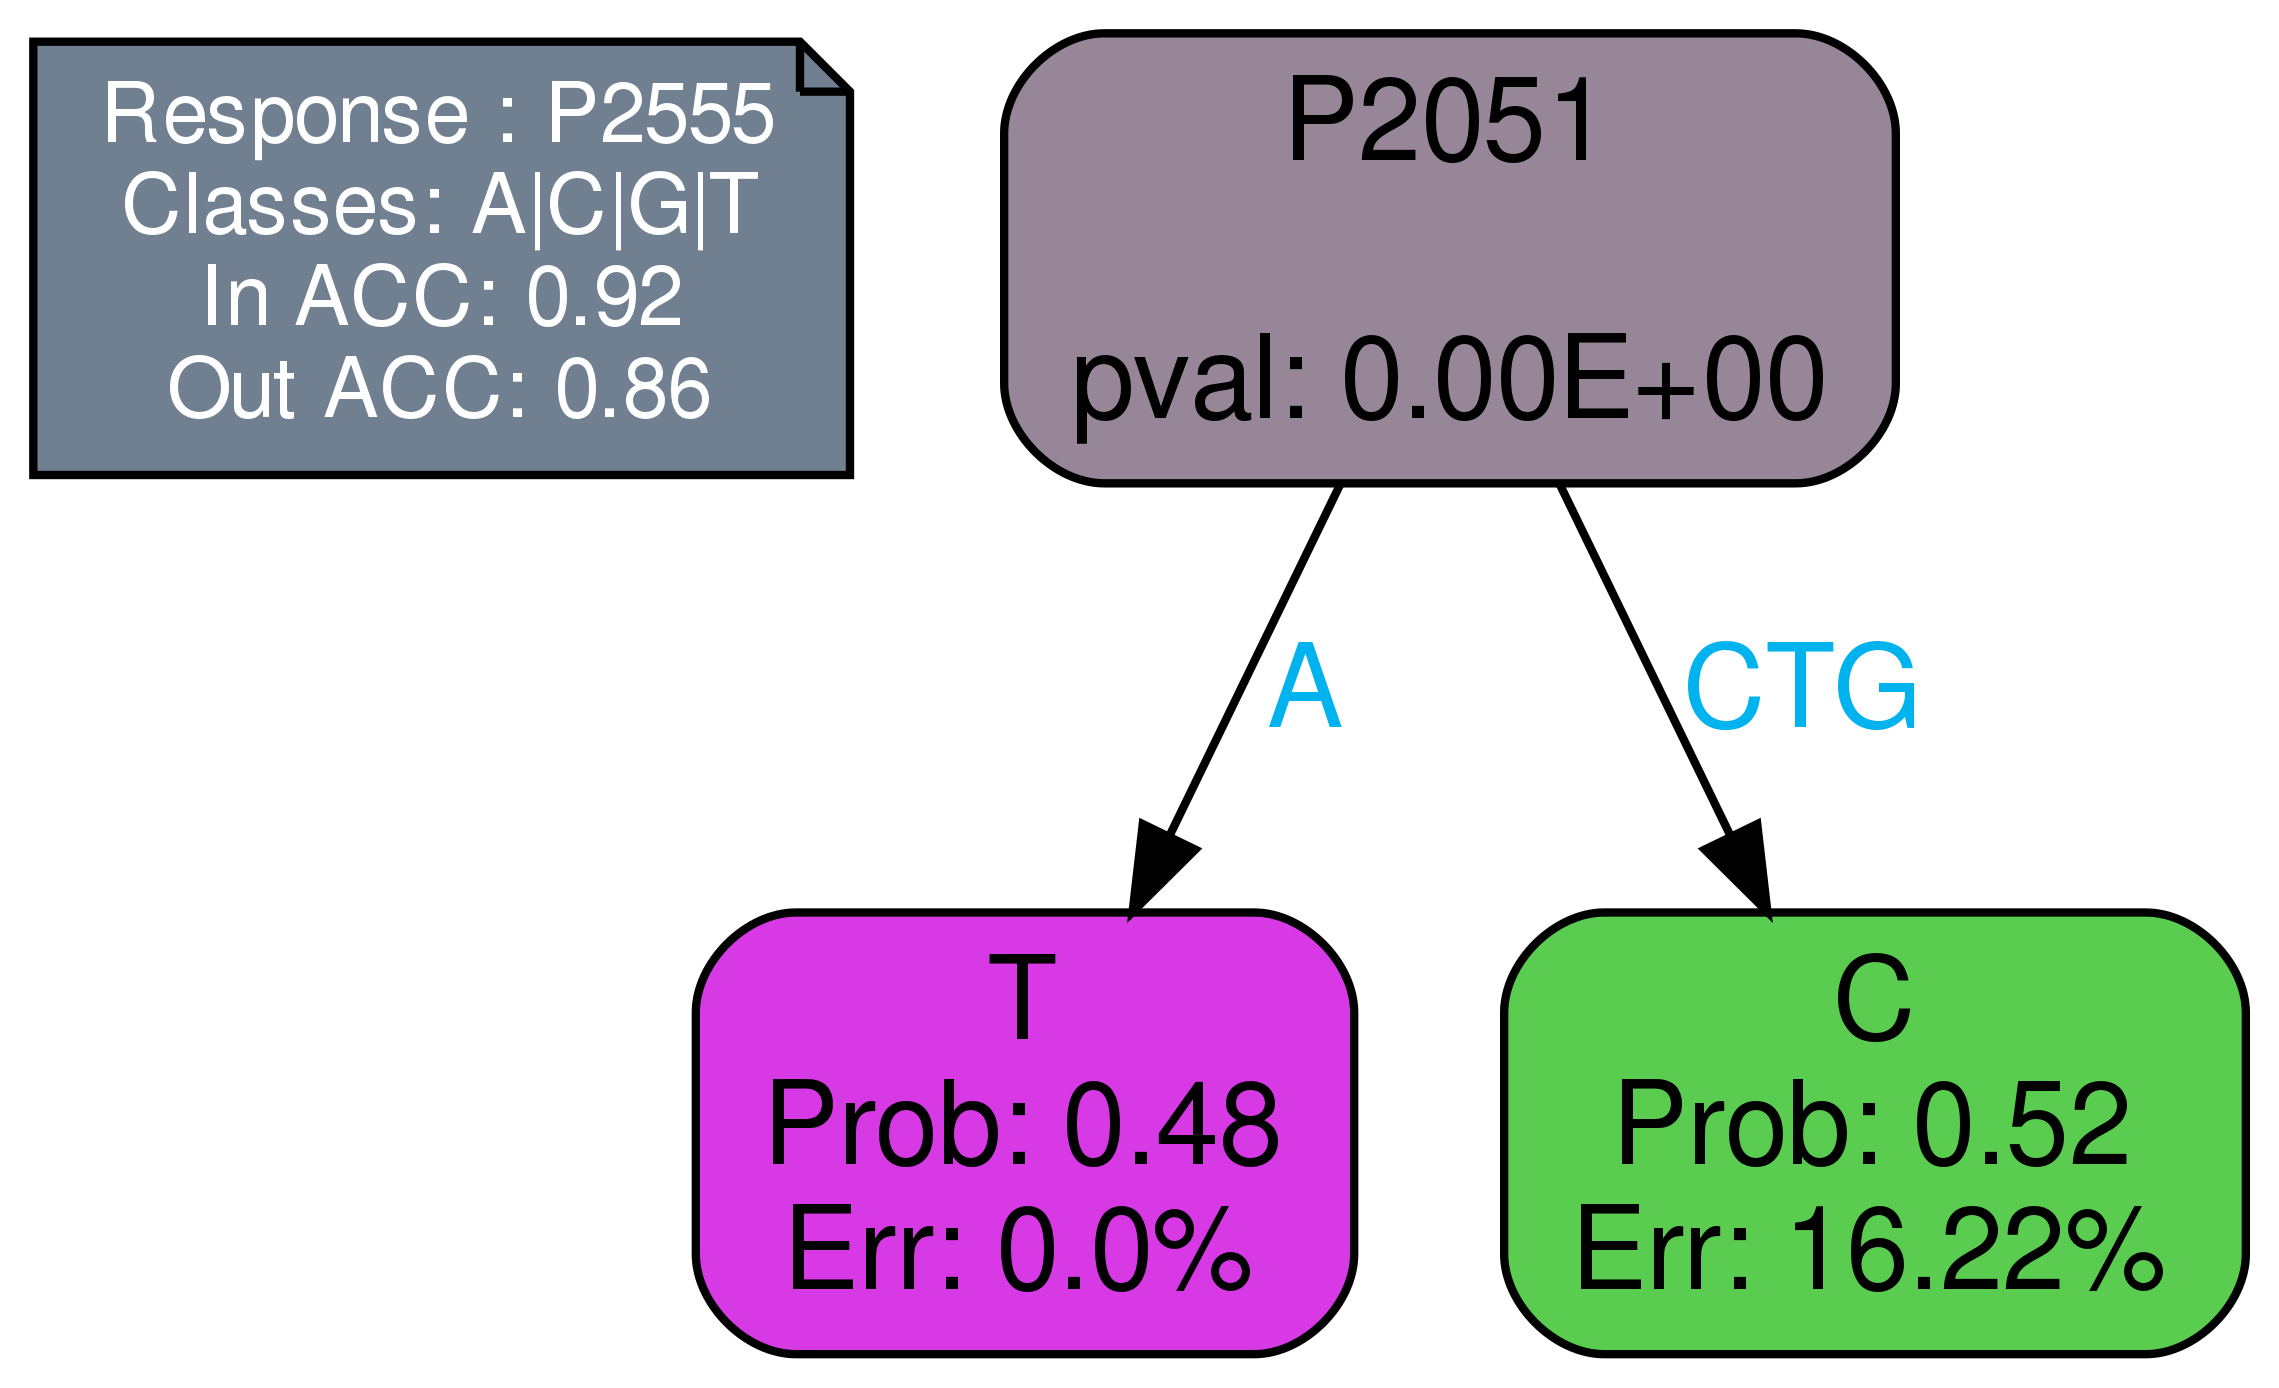 Response : P2555
Classes: A|C|G|T
In ACC: 0.92
Out ACC: 0.86
P2051
pval: 0.00E+00
A
CTG
T
Prob: 0.48
Err: 0.0%
C
Prob: 0.52
Err: 16.22%